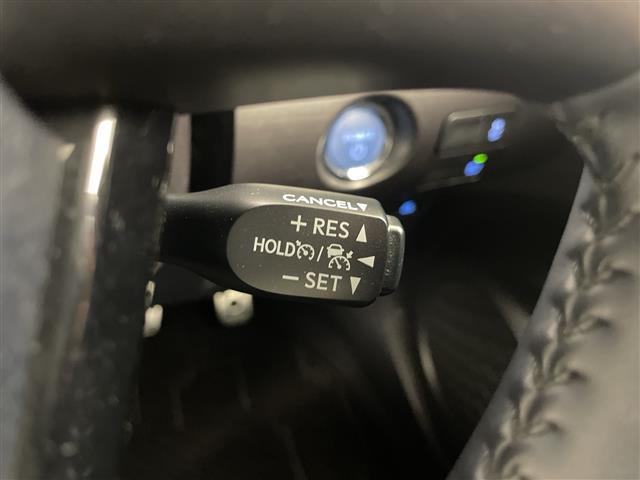 CANCEL▼
+ RES ▲
HOLD / ◀
− SET ▼